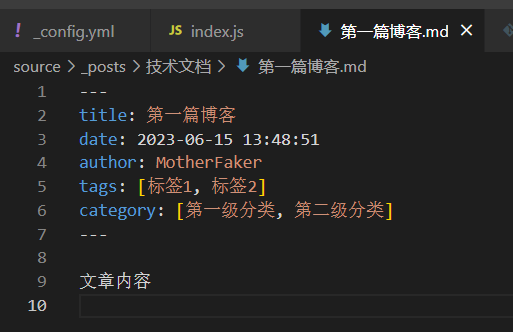 ! _config.yml JS index.js 第一篇博客.md
source > _posts > 技术文档 > 第一篇博客.md
1 ---
2 title: 第一篇博客
3 date: 2023-06-15 13:48:51
4 author: MotherFaker
5 tags: [标签1, 标签2]
6 category: [第一级分类, 第二级分类]
7 ---
8
9 文章内容
10